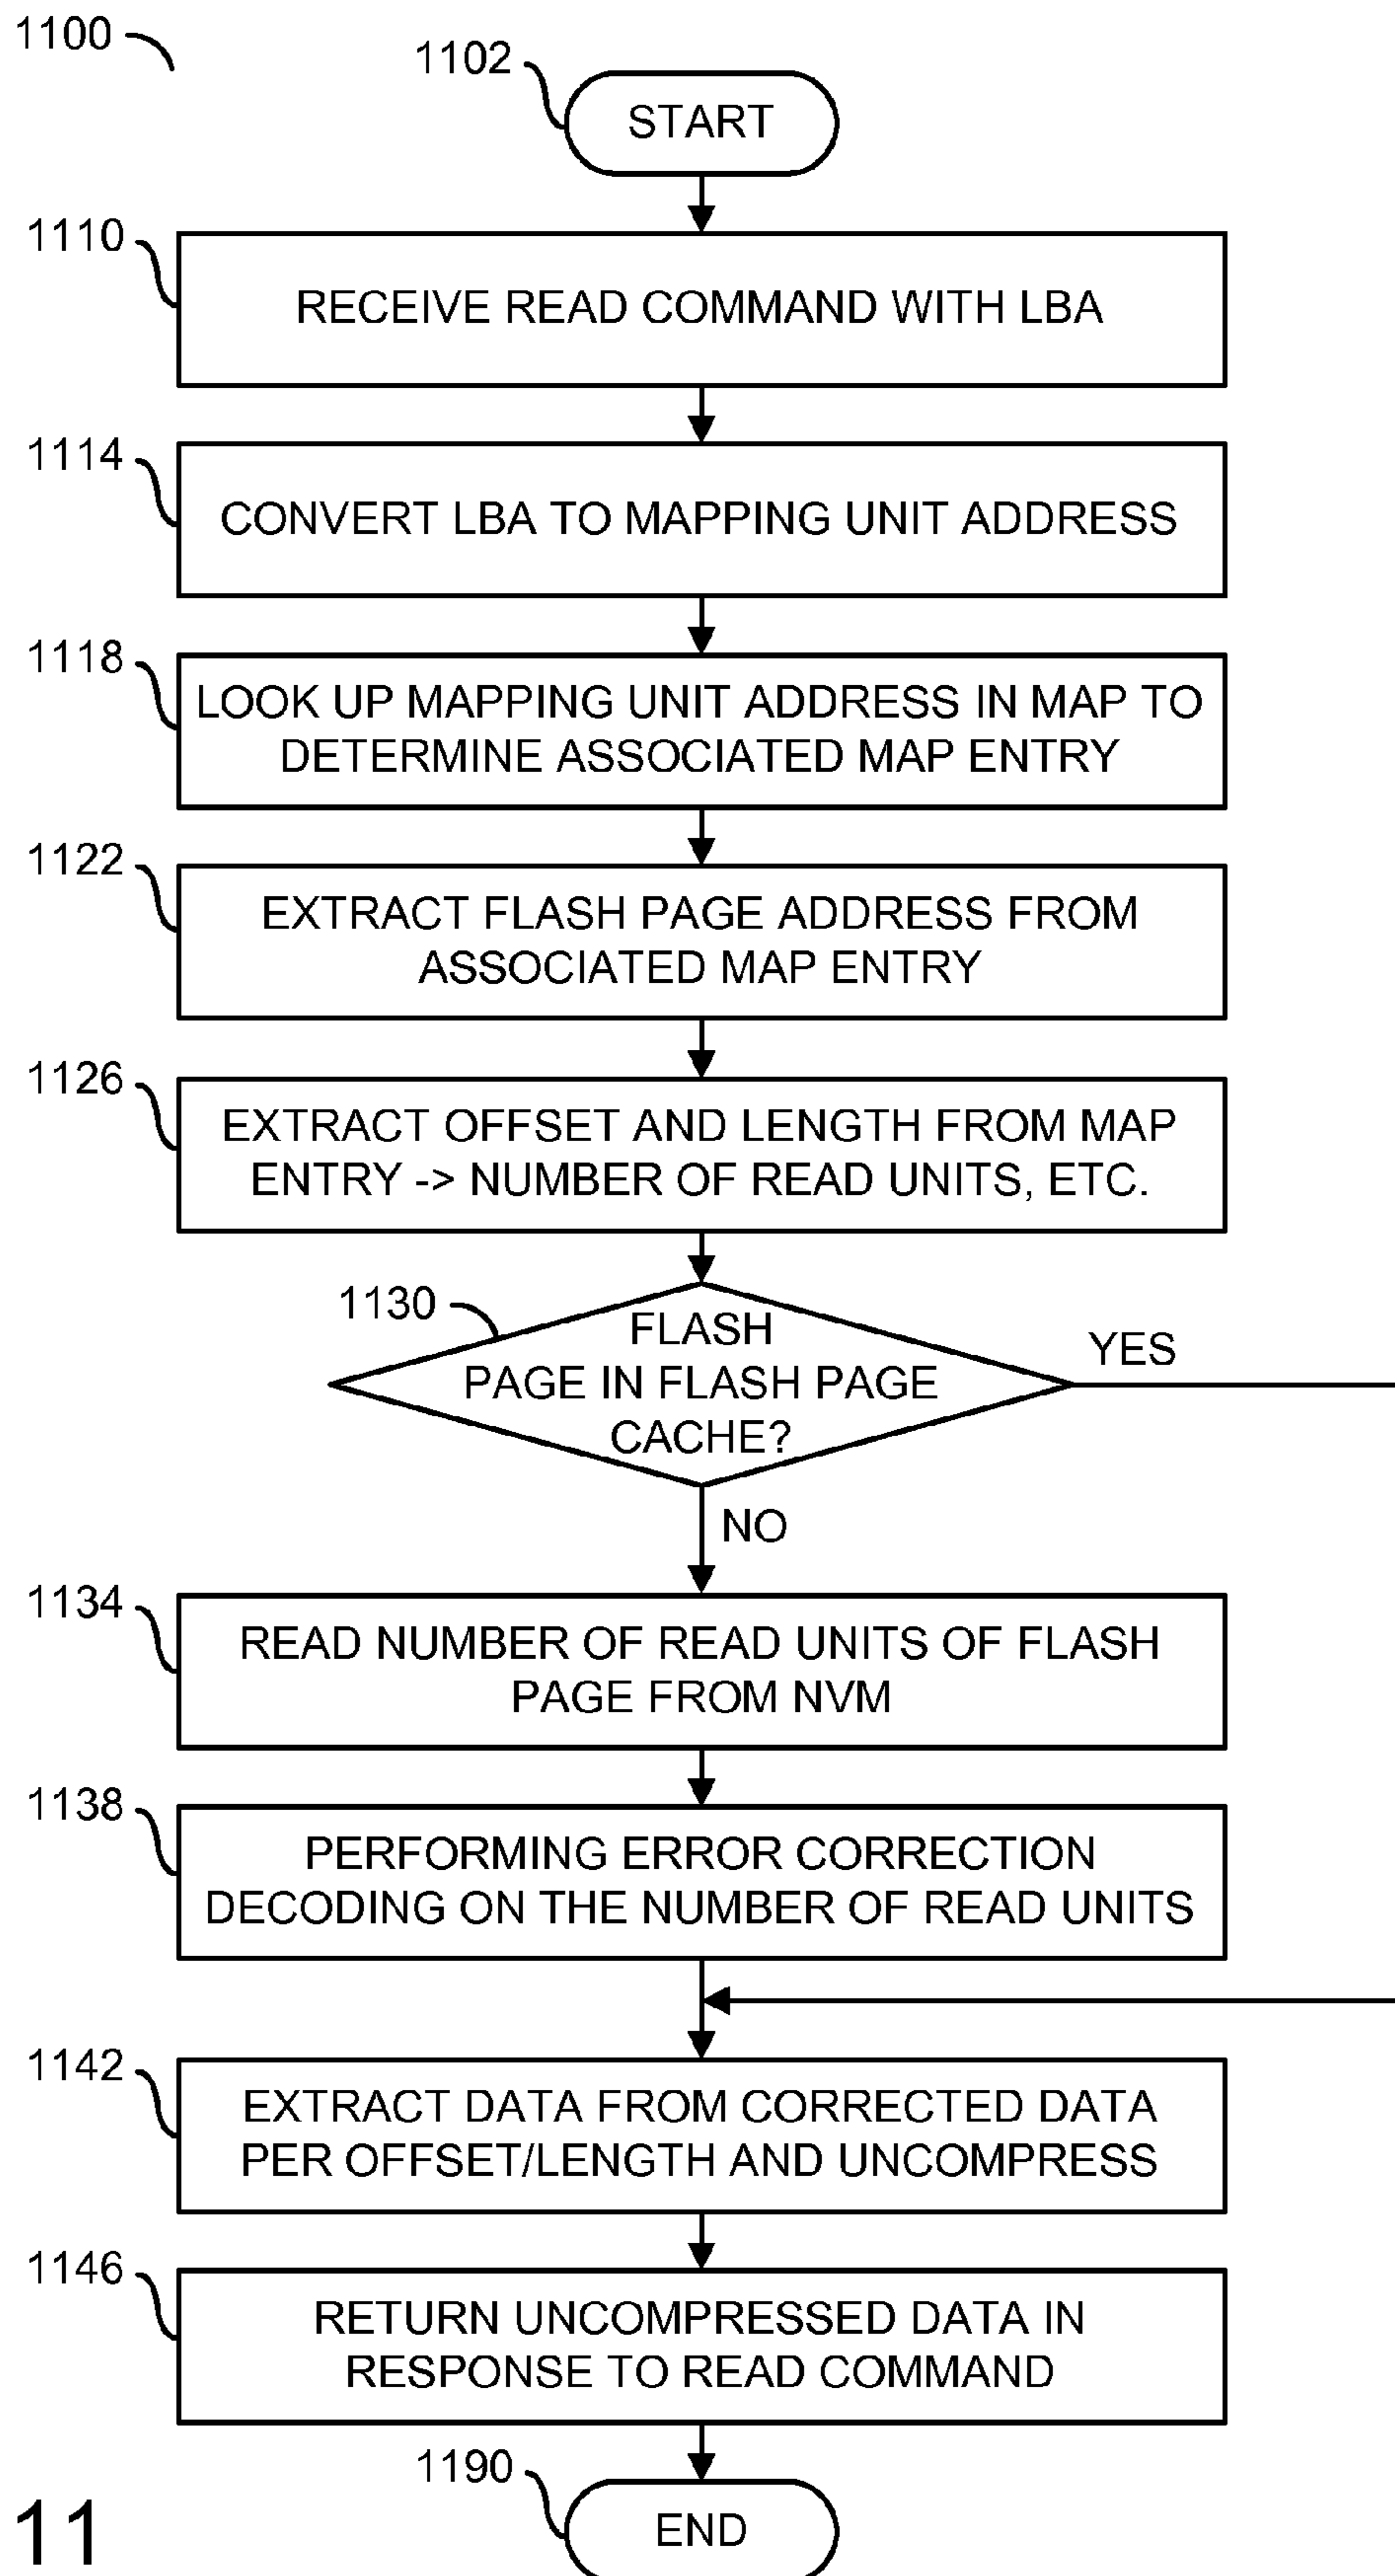 1100
1102
START
1110
RECEIVE READ COMMAND WITH LBA
1114
CONVERT LBA TO MAPPING UNIT ADDRESS
1118
LOOK UP MAPPING UNIT ADDRESS IN MAP TO
DETERMINE ASSOCIATED MAP ENTRY
1122
EXTRACT FLASH PAGE ADDRESS FROM
ASSOCIATED MAP ENTRY
1126
EXTRACT OFFSET AND LENGTH FROM MAP
ENTRY -> NUMBER OF READ UNITS, ETC.
1130
FLASH
PAGE IN FLASH PAGE
CACHE?
YES
NO
1134
READ NUMBER OF READ UNITS OF FLASH
PAGE FROM NVM
1138
PERFORMING ERROR CORRECTION
DECODING ON THE NUMBER OF READ UNITS
1142
EXTRACT DATA FROM CORRECTED DATA
PER OFFSET/LENGTH AND UNCOMPRESS
1146
RETURN UNCOMPRESSED DATA IN
RESPONSE TO READ COMMAND
1190
END
11